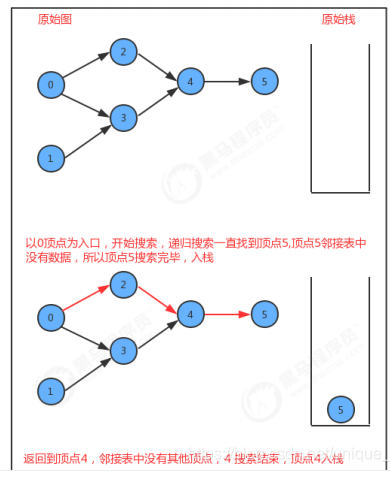 原始图 原始栈
2
0 4 5
3
1
以0顶点为入口，开始搜索，递归搜索一直找到顶点5,顶点5邻接表中
没有数据，所以顶点5搜索完毕，入栈
2
0 4 5
3
1
5
返回到顶点4，邻接表中没有其他顶点，4 搜索结束，顶点4入栈